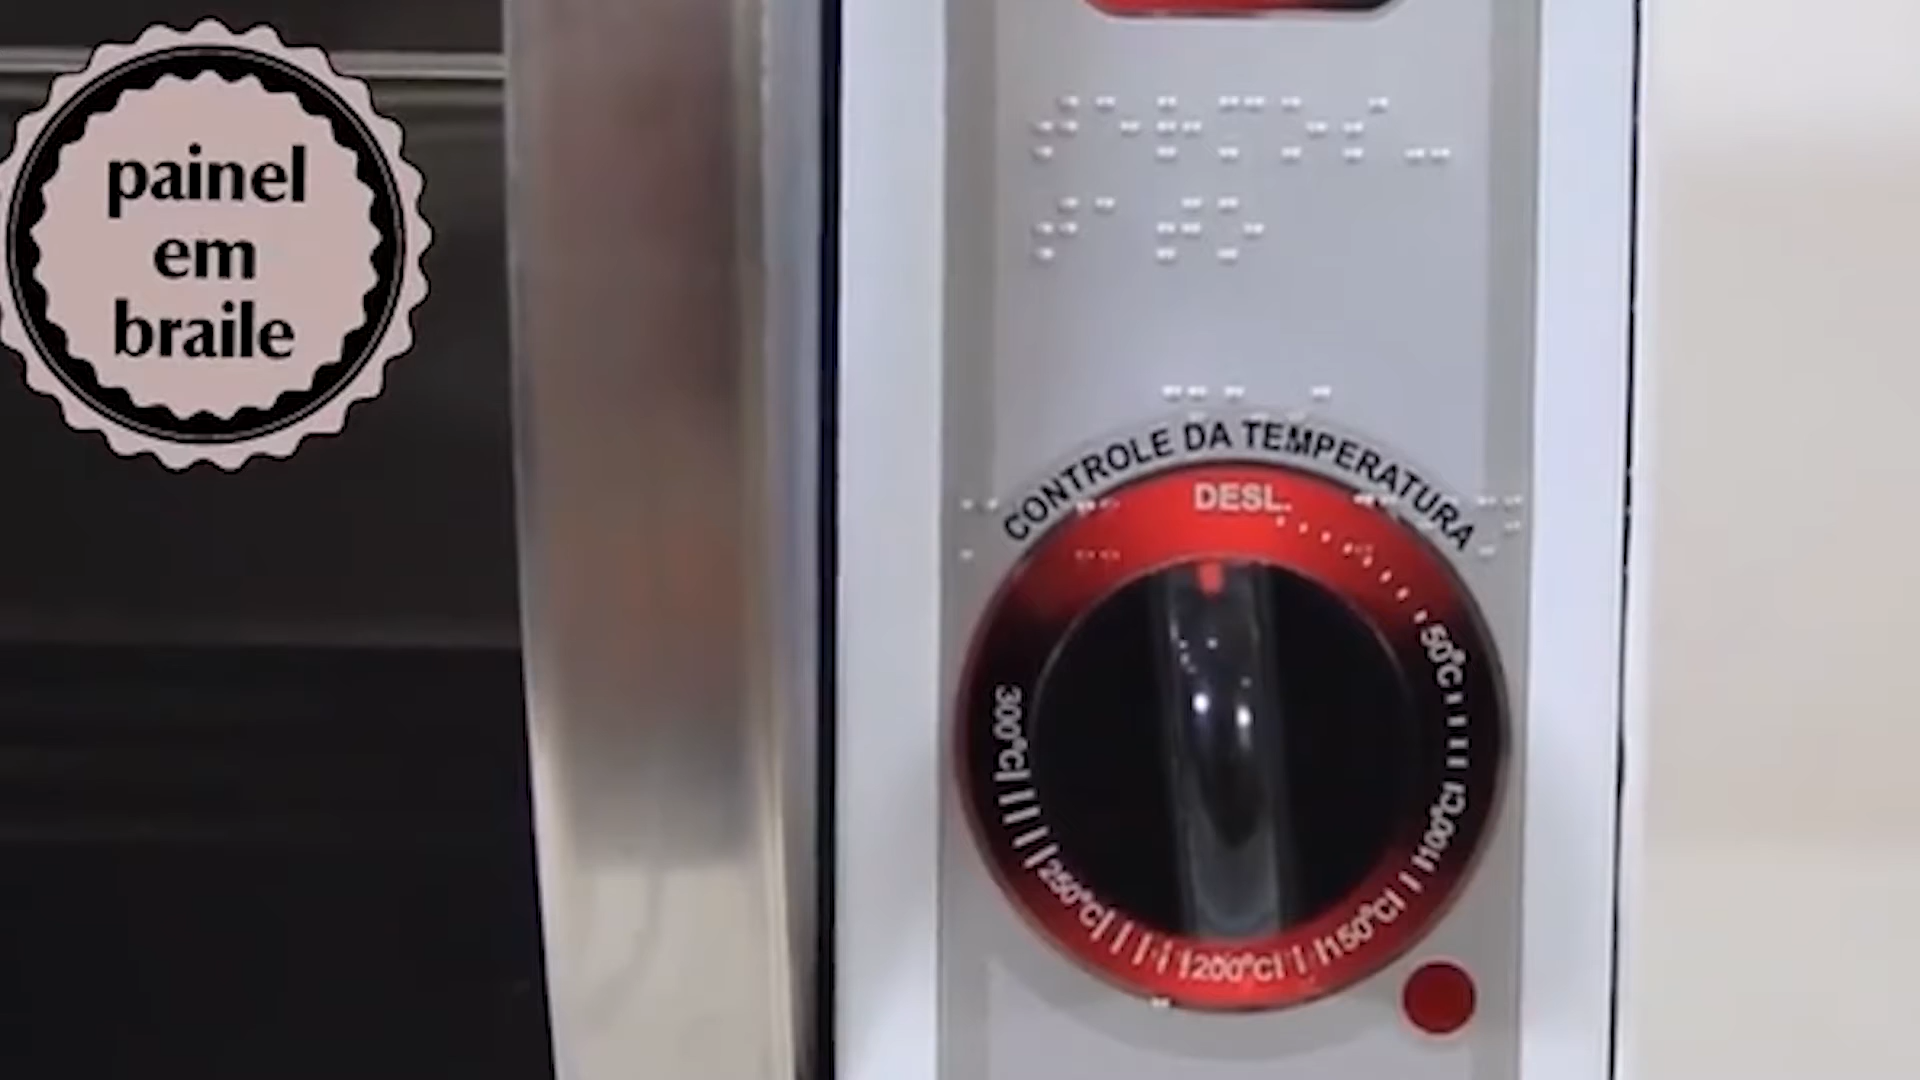 painel
em
braile
CONTROLE DA TEMPERATURA
DESL.
50°C
100°C
150°C
200°C
250°C
300°C